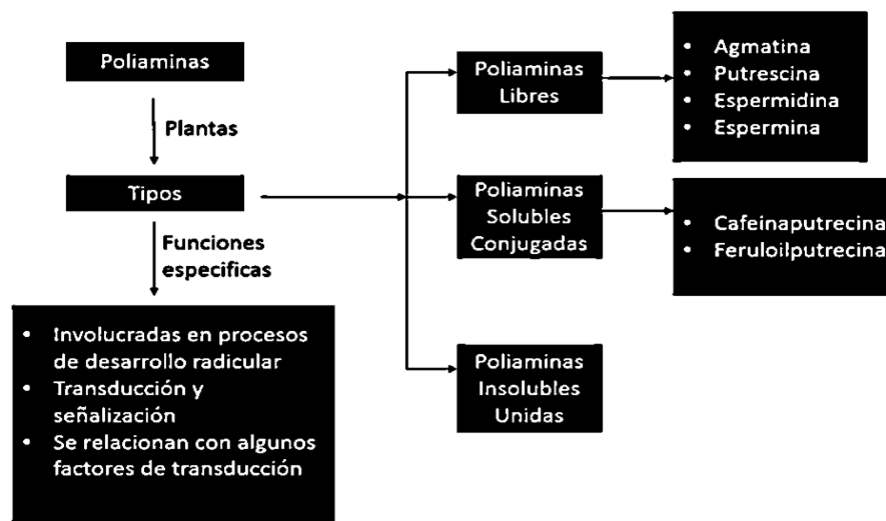 Poliaminas
Plantas
Tipos
Funciones
especificas
• Involucradas en procesos
de desarrollo radicular
• Transducción y
señalización
• Se relacionan con algunos
factores de transducción
Poliaminas
Libres
• Agmatina
• Putrescina
• Espermidina
• Espermina
Poliaminas
Solubles
Conjugadas
• Cafeinaputrecina
• Feruloilputrecina
Poliaminas
Insolubles
Unidas